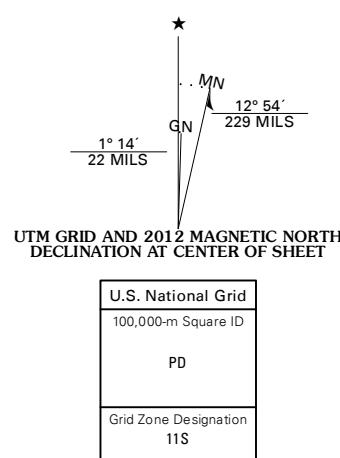 ★
MN
GN
12° 54´
229 MILS
1° 14´
22 MILS
UTM GRID AND 2012 MAGNETIC NORTH
DECLINATION AT CENTER OF SHEET
U.S. National Grid
100,000-m Square ID
PD
Grid Zone Designation
11S